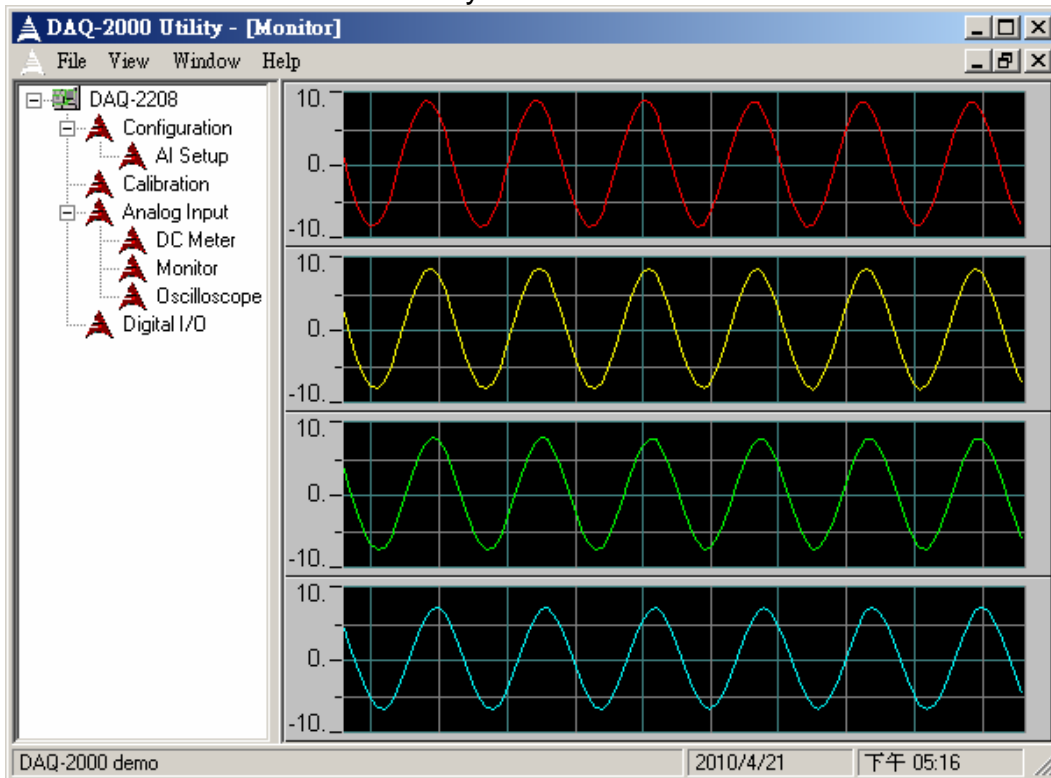 DAQ-2000 Utility - [Monitor]
File View Window Help
DAQ-2208
Configuration
AI Setup
Calibration
Analog Input
DC Meter
Monitor
Oscilloscope
Digital I/O
10.
0.
-10.
10.
0.
-10.
10.
0.
-10.
10.
0.
-10.
DAQ-2000 demo 2010/4/21 下午 05:16